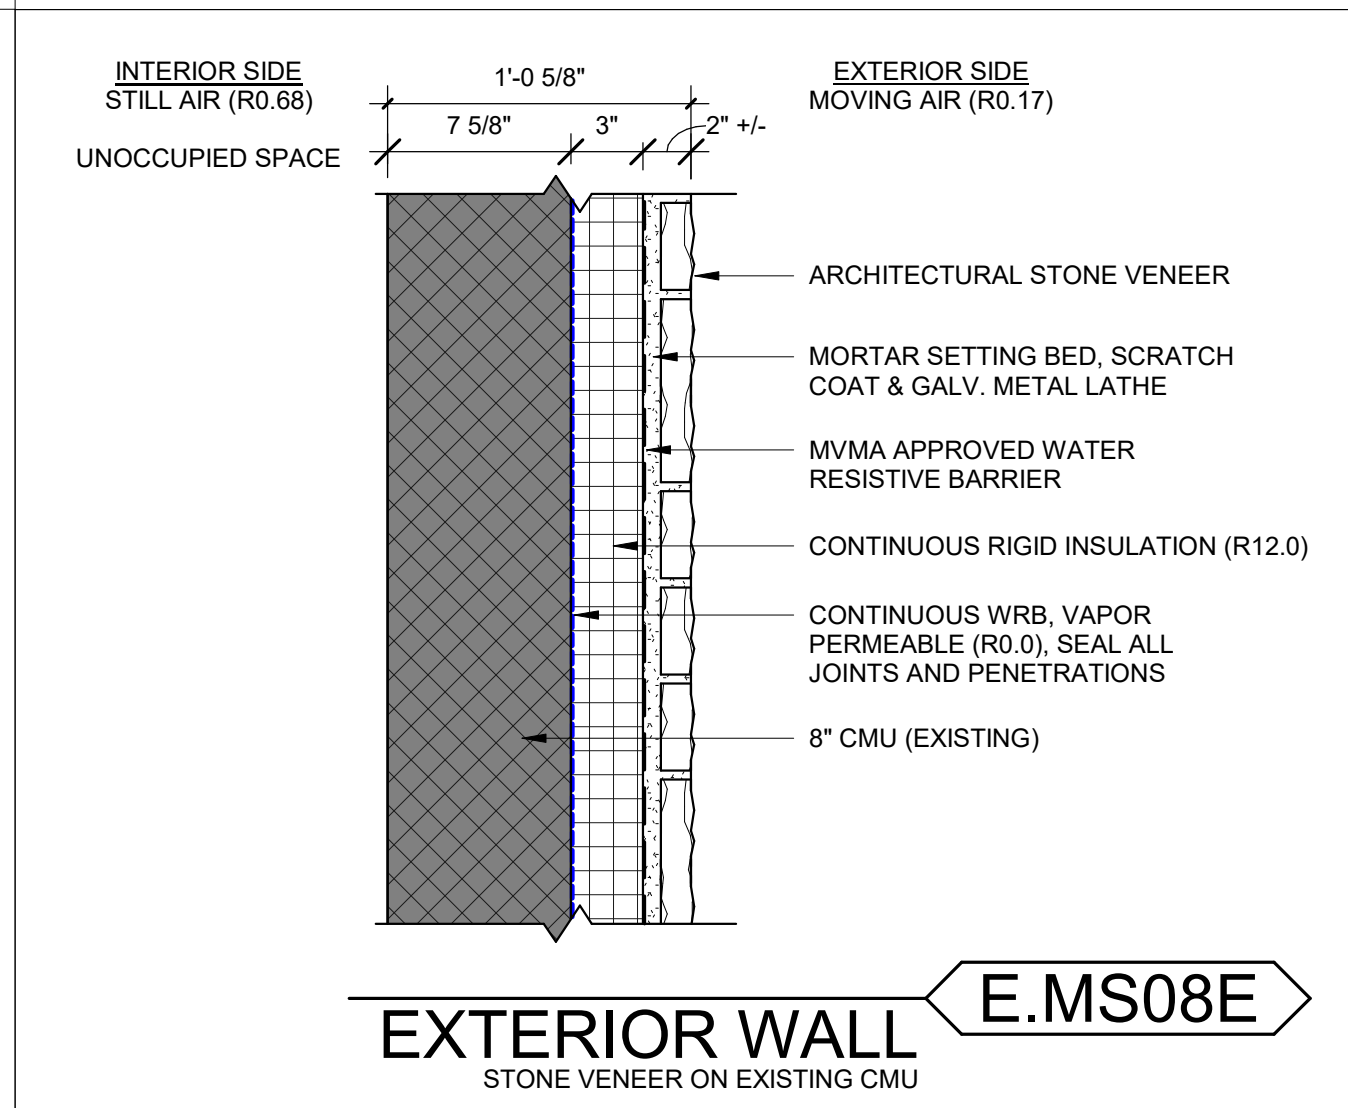 INTERIOR SIDE
STILL AIR (R0.68)
UNOCCUPIED SPACE
1'-0 5/8"
7 5/8"
3"
2" +/-
EXTERIOR SIDE
MOVING AIR (R0.17)
ARCHITECTURAL STONE VENEER
MORTAR SETTING BED, SCRATCH
COAT & GALV. METAL LATHE
MVMA APPROVED WATER
RESISTIVE BARRIER
CONTINUOUS RIGID INSULATION (R12.0)
CONTINUOUS WRB, VAPOR
PERMEABLE (R0.0), SEAL ALL
JOINTS AND PENETRATIONS
8" CMU (EXISTING)
E.MS08E
EXTERIOR WALL
STONE VENEER ON EXISTING CMU